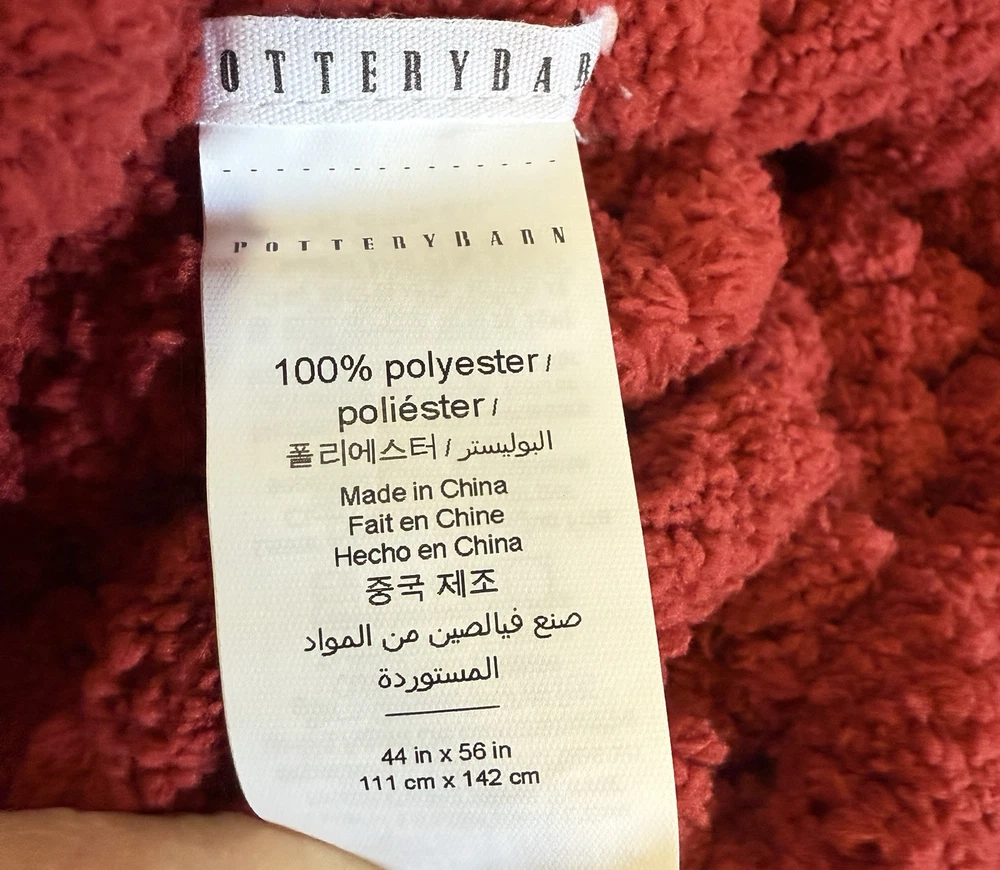 OTTERYBAR
POTTERYBARN
100% polyester /
poliéster /
폴리에스터 / البوليستر
Made in China
Fait en Chine
Hecho en China
중국 제조
صنع فيالصين من المواد
المستوردة
44 in x 56 in
111 cm x 142 cm